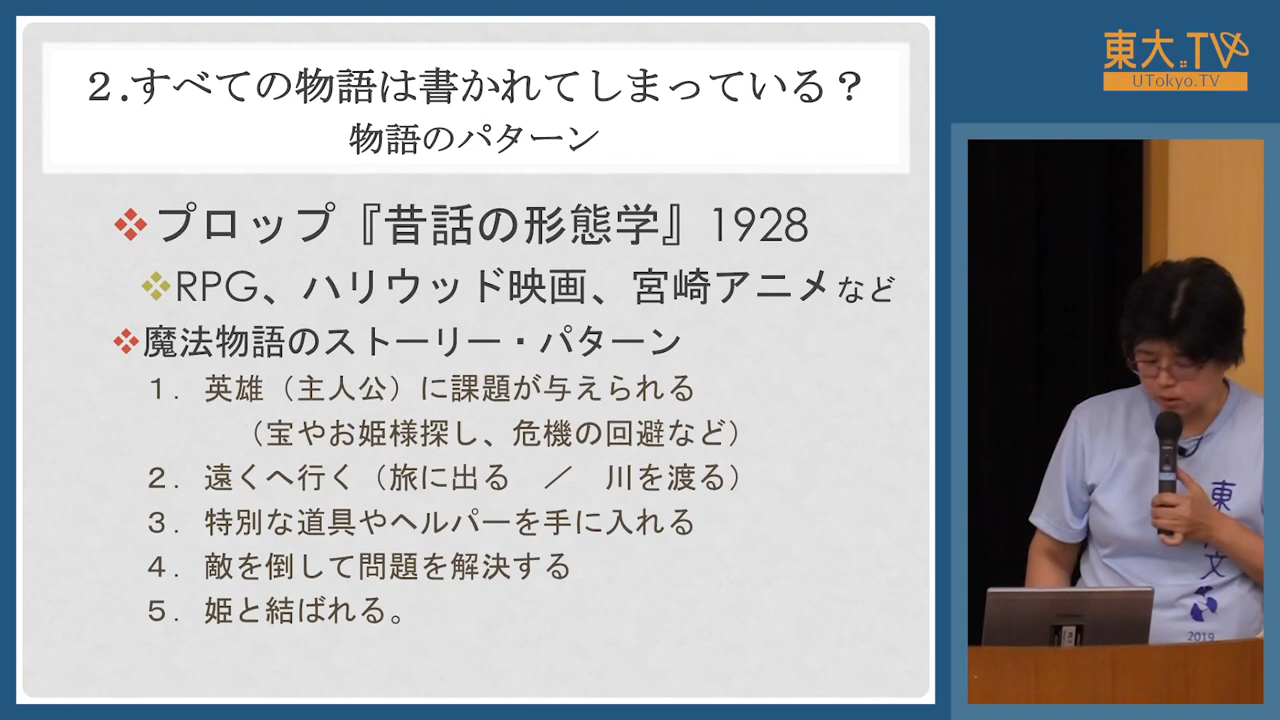 ２.すべての物語は書かれてしまっている？
物語のパターン
プロップ『昔話の形態学』1928
RPG、ハリウッド映画、宮崎アニメなど
魔法物語のストーリー・パターン
１．英雄（主人公）に課題が与えられる
（宝やお姫様探し、危機の回避など）
２．遠くへ行く（旅に出る　／　川を渡る）
３．特別な道具やヘルパーを手に入れる
４．敵を倒して問題を解決する
５．姫と結ばれる。
東大.TV
UTokyo.TV
東
文
2019